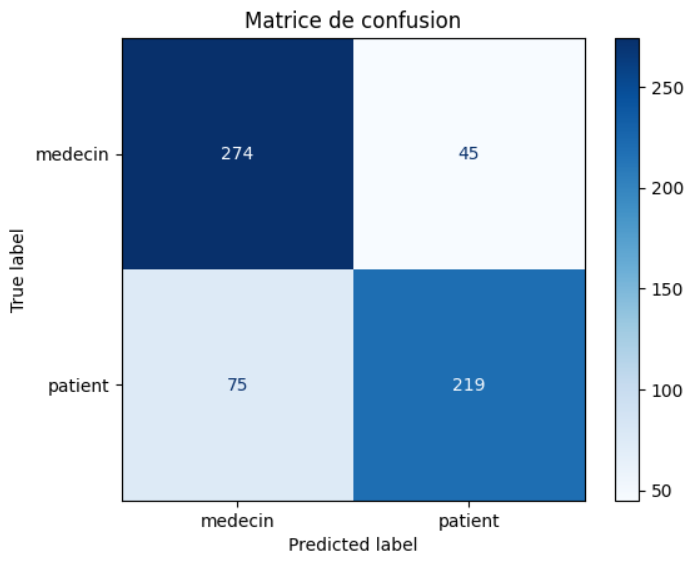 Matrice de confusion
medecin
274
45
patient
75
219
medecin
patient
Predicted label
True label
250
200
150
100
50